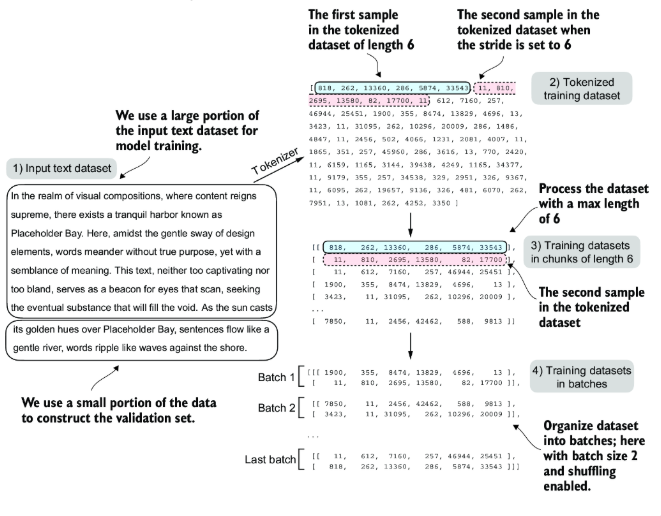 The first sample
in the tokenized
dataset of length 6
The second sample in the
tokenized dataset when
the stride is set to 6
[ 818, 262, 13360, 286, 5874, 33543, 11, 810,
2695, 13580, 82, 17700, 11, 612, 7160, 257,
46944, 25451, 1900, 355, 8474, 13829, 4696, 13,
3423, 11, 31095, 262, 10296, 20009, 286, 1486,
4847, 11, 2456, 502, 4066, 1231, 2081, 4007, 11,
1865, 351, 257, 45960, 286, 3616, 13, 770, 2420,
11, 6159, 1165, 3144, 39438, 4249, 1165, 34377,
11, 9179, 355, 257, 34538, 329, 2951, 326, 9367,
11, 6095, 262, 19657, 9136, 326, 481, 6070, 262,
7951, 13, 1081, 262, 4252, 3350 ]
2) Tokenized
training dataset
We use a large portion of
the input text dataset for
model training.
1) Input text dataset
Tokenizer
In the realm of visual compositions, where content reigns
supreme, there exists a tranquil harbor known as
Placeholder Bay. Here, amidst the gentle sway of design
elements, words meander without true purpose, yet with a
semblance of meaning. This text, neither too captivating nor
too bland, serves as a beacon for eyes that scan, seeking
the eventual substance that will fill the void. As the sun casts
its golden hues over Placeholder Bay, sentences flow like a
gentle river, words ripple like waves against the shore.
We use a small portion of the data
to construct the validation set.
Process the dataset
with a max length
of 6
[[ 818, 262, 13360, 286, 5874, 33543 ],
[ 11, 810, 2695, 13580, 82, 17700 ],
[ 11, 612, 7160, 257, 46944, 25451 ],
[ 1900, 355, 8474, 13829, 4696, 13 ],
[ 3423, 11, 31095, 262, 10296, 20009 ],
...
[ 7850, 11, 2456, 42462, 588, 9813 ]]
3) Training datasets
in chunks of length 6
The second sample
in the tokenized
dataset
Batch 1
[[[ 1900, 355, 8474, 13829, 4696, 13 ],
[ 11, 810, 2695, 13580, 82, 17700 ]],
Batch 2
[[ 7850, 11, 2456, 42462, 588, 9813 ],
[ 3423, 11, 31095, 262, 10296, 20009 ]],
...
Last batch
[[ 11, 612, 7160, 257, 46944, 25451 ],
[ 818, 262, 13360, 286, 5874, 33543 ]]]
4) Training datasets
in batches
Organize dataset
into batches; here
with batch size 2
and shuffling
enabled.